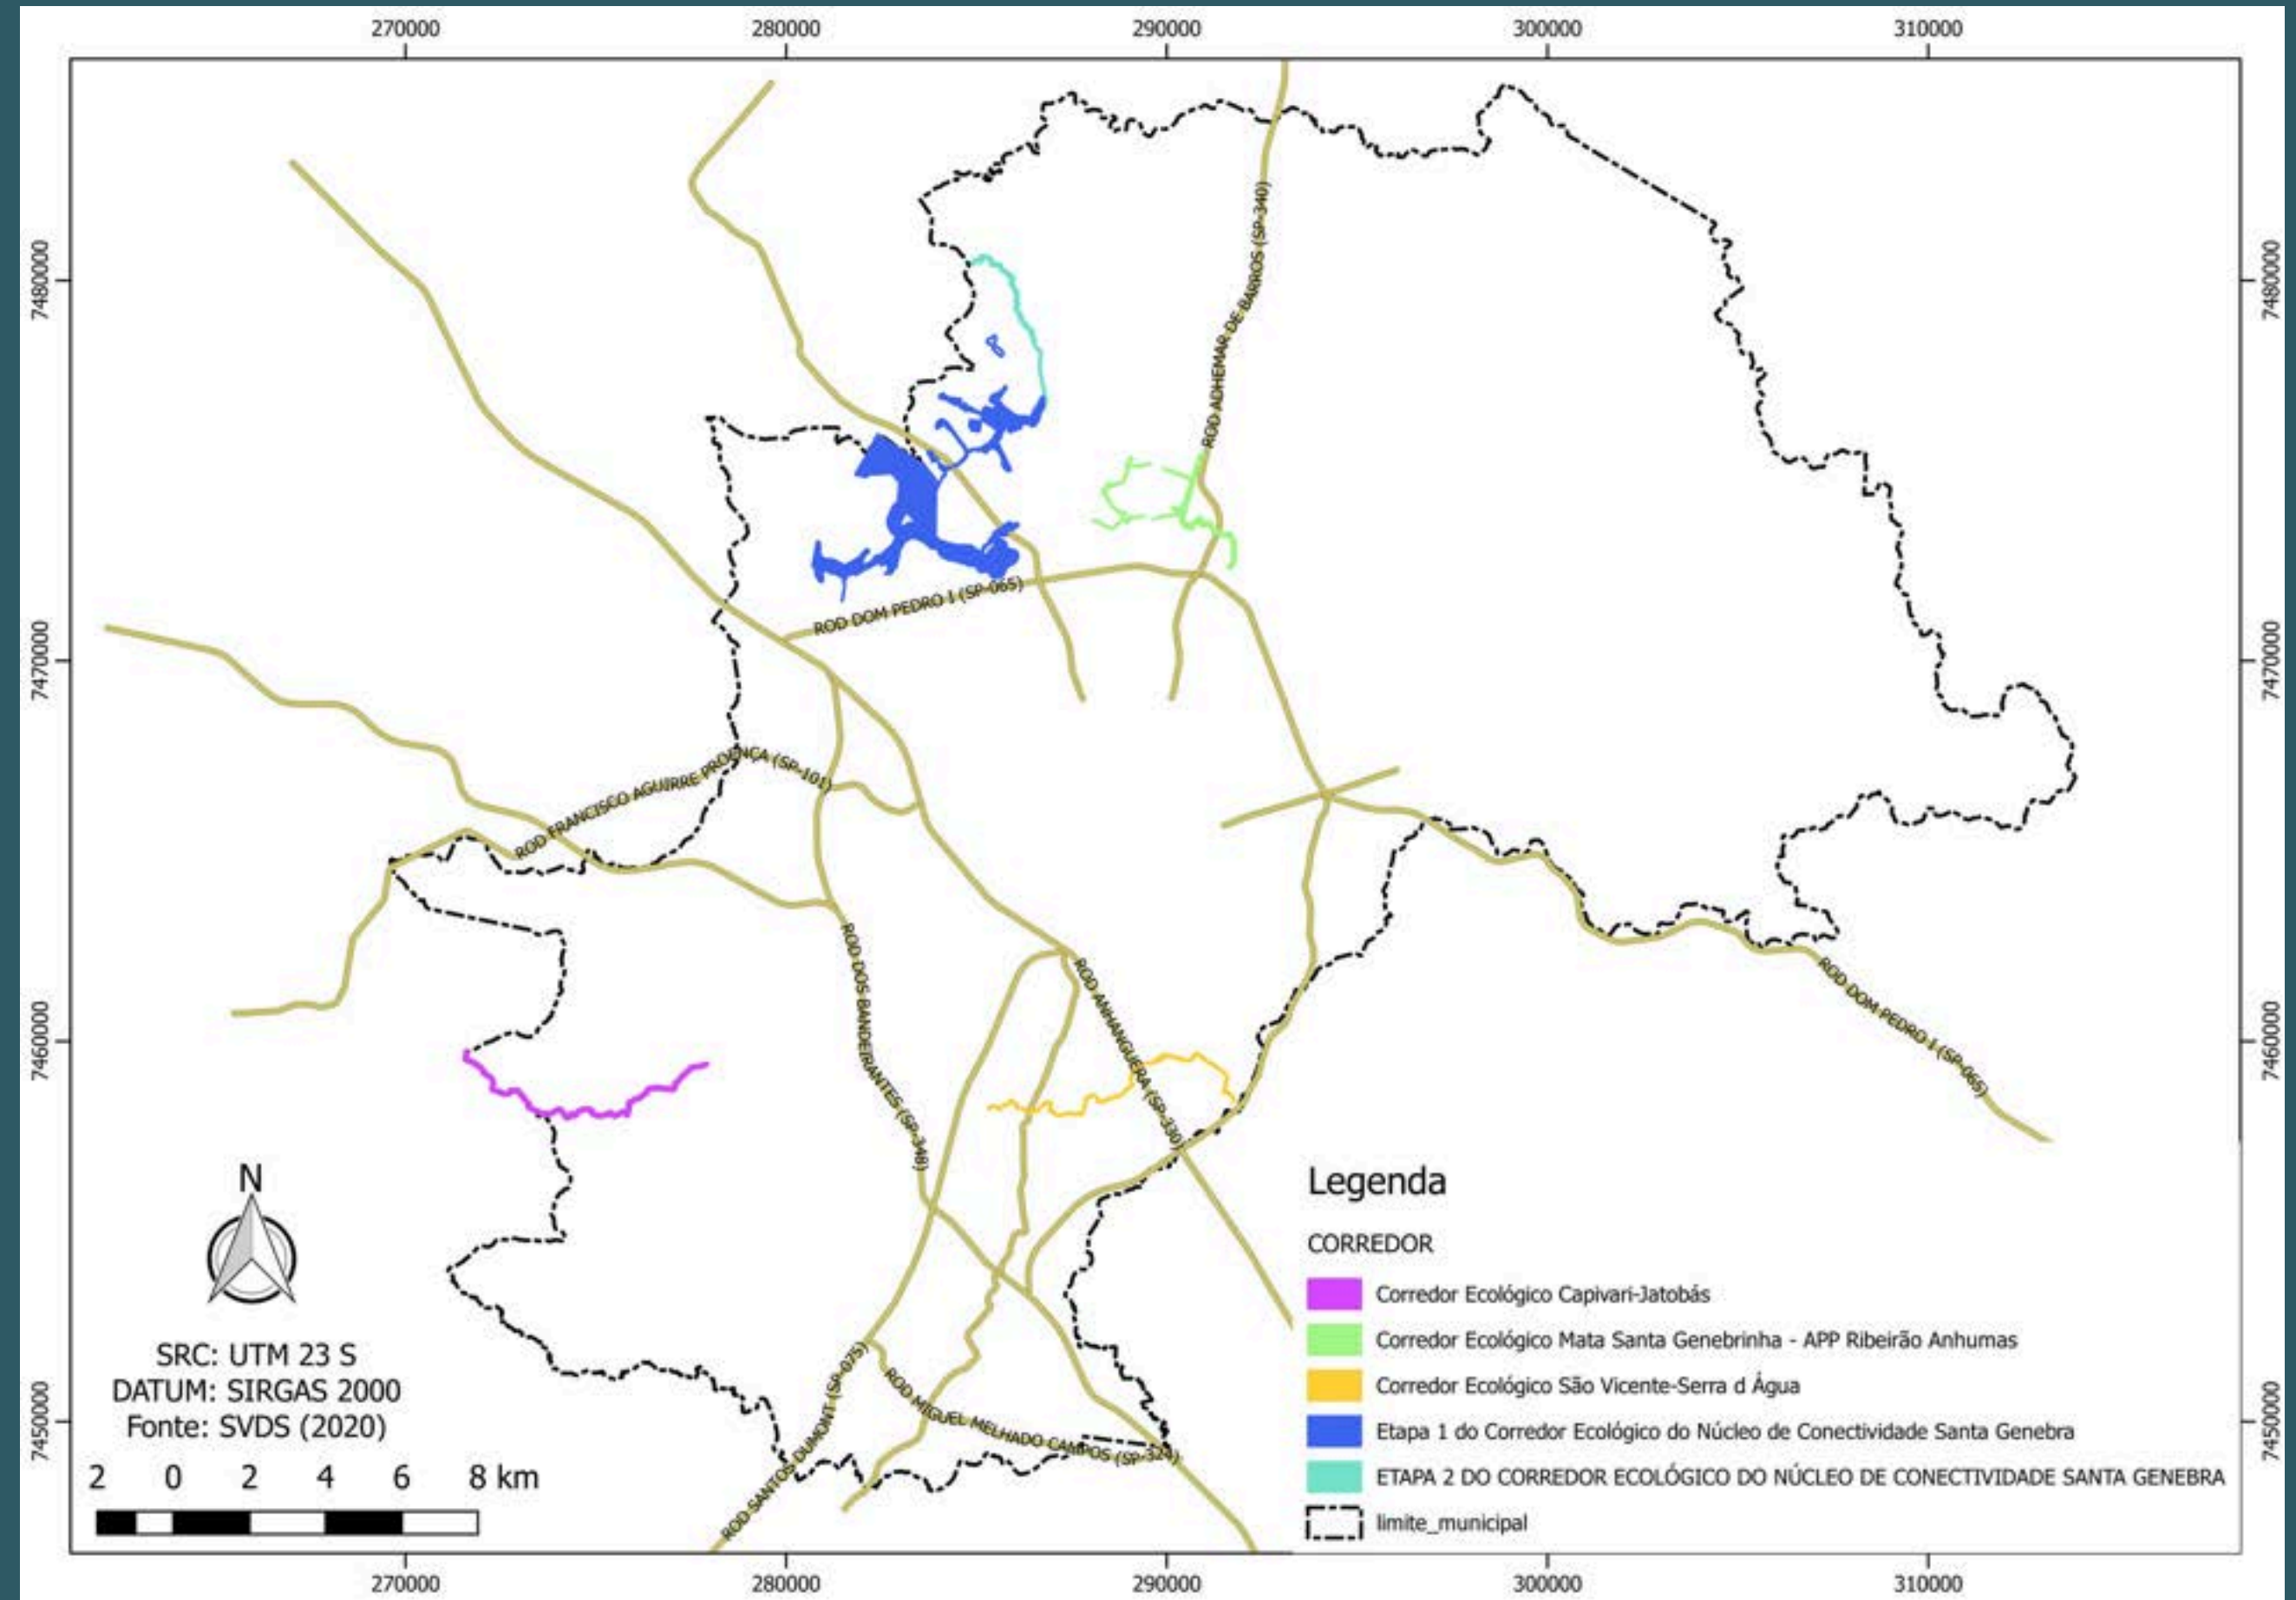 270000
280000
290000
300000
310000
7480000
7480000
ROD ADHEMAR DE BARROS (SP-340)
ROD DOM PEDRO I (SP-065)
7470000
7470000
ROD FRANCISCO AGUIRRE PROENÇA (SP-101)
ROD DOS BANDEIRANTES (SP-348)
ROD ANHANGUERA (SP-330)
ROD DOM PEDRO I (SP-065)
7460000
7460000
N
SRC: UTM 23 S
DATUM: SIRGAS 2000
Fonte: SVDS (2020)
2 0 2 4 6 8 km
ROD SANTOS DUMONT (SP-075)
ROD MIGUEL MELHADO CAMPOS (SP-324)
7450000
7450000
Legenda
CORREDOR
Corredor Ecológico Capivari-Jatobás
Corredor Ecológico Mata Santa Genebrinha - APP Ribeirão Anhumas
Corredor Ecológico São Vicente-Serra d Água
Etapa 1 do Corredor Ecológico do Núcleo de Conectividade Santa Genebra
ETAPA 2 DO CORREDOR ECOLÓGICO DO NÚCLEO DE CONECTIVIDADE SANTA GENEBRA
limite_municipal
270000
280000
290000
300000
310000